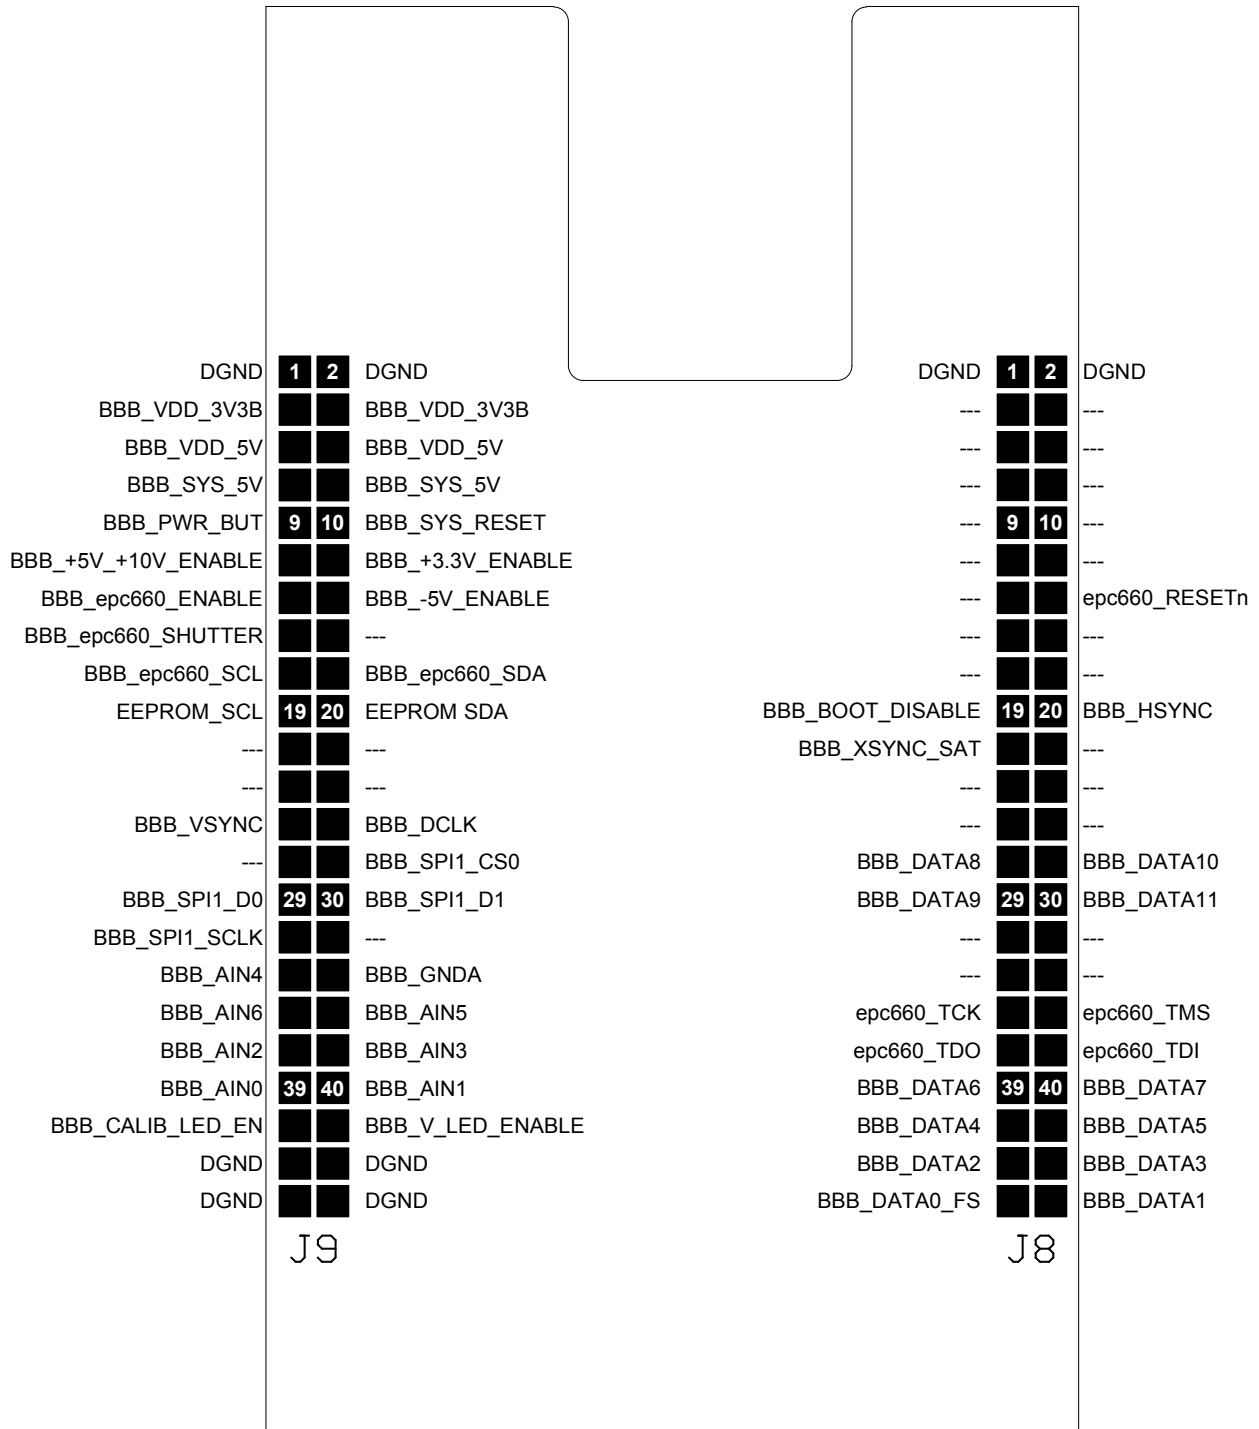 DGND 1 2 DGND DGND 1 2 DGND
BBB_VDD_3V3B BBB_VDD_3V3B --- ---
BBB_VDD_5V BBB_VDD_5V --- ---
BBB_SYS_5V BBB_SYS_5V --- ---
BBB_PWR_BUT 9 10 BBB_SYS_RESET --- 9 10 ---
BBB_+5V_+10V_ENABLE BBB_+3.3V_ENABLE --- ---
BBB_epc660_ENABLE BBB_-5V_ENABLE --- epc660_RESETn
BBB_epc660_SHUTTER --- --- ---
BBB_epc660_SCL BBB_epc660_SDA --- ---
EEPROM_SCL 19 20 EEPROM SDA BBB_BOOT_DISABLE 19 20 BBB_HSYNC
--- --- BBB_XSYNC_SAT ---
--- --- --- ---
BBB_VSYNC BBB_DCLK --- ---
--- BBB_SPI1_CS0 BBB_DATA8 BBB_DATA10
BBB_SPI1_D0 29 30 BBB_SPI1_D1 BBB_DATA9 29 30 BBB_DATA11
BBB_SPI1_SCLK --- --- ---
BBB_AIN4 BBB_GNDA --- ---
BBB_AIN6 BBB_AIN5 epc660_TCK epc660_TMS
BBB_AIN2 BBB_AIN3 epc660_TDO epc660_TDI
BBB_AIN0 39 40 BBB_AIN1 BBB_DATA6 39 40 BBB_DATA7
BBB_CALIB_LED_EN BBB_V_LED_ENABLE BBB_DATA4 BBB_DATA5
DGND DGND BBB_DATA2 BBB_DATA3
DGND DGND BBB_DATA0_FS BBB_DATA1
J9 J8